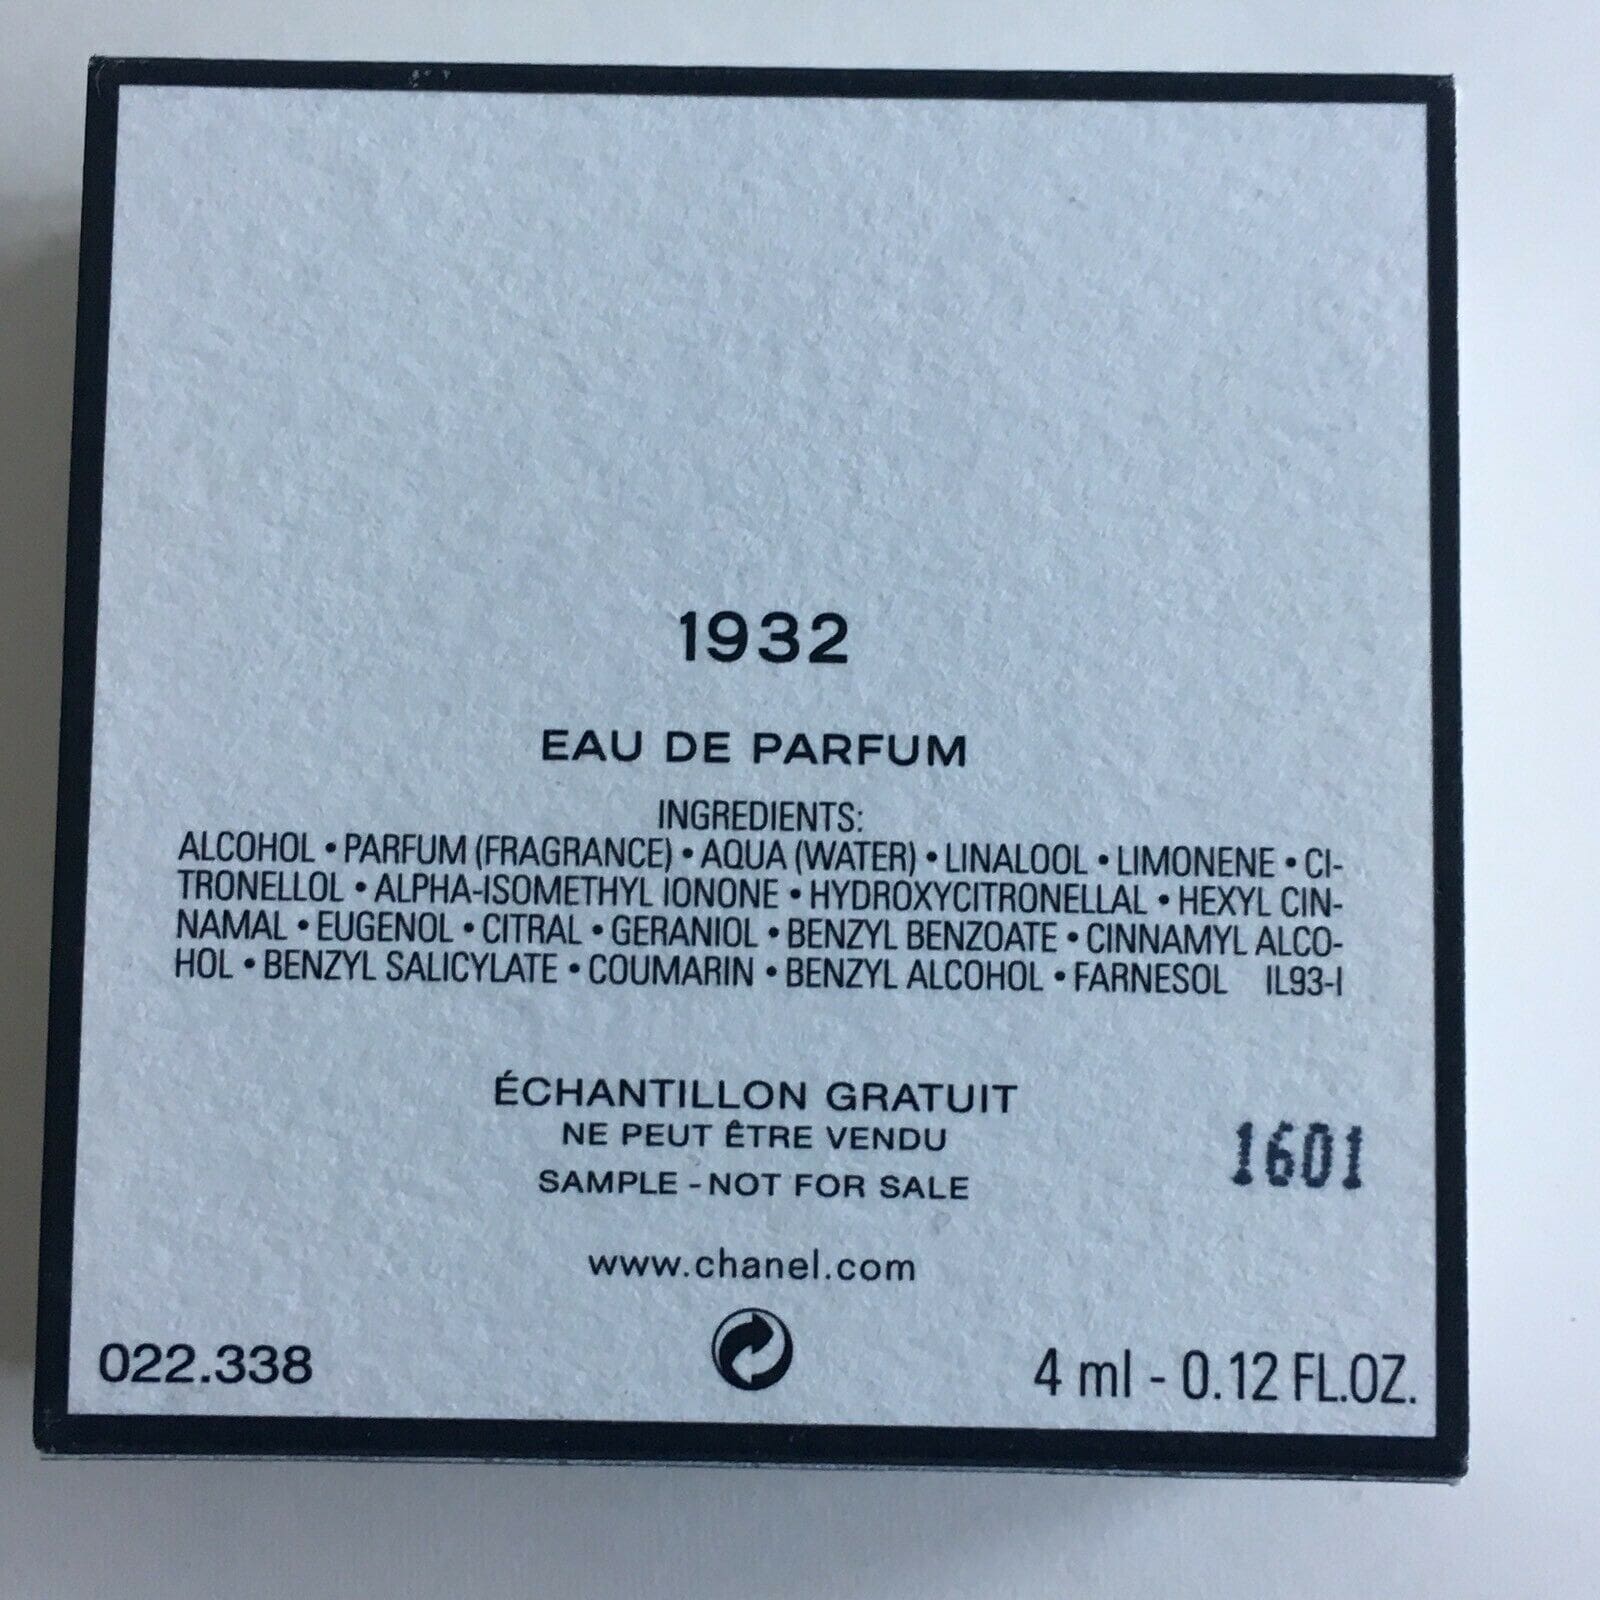 1932
EAU DE PARFUM
INGREDIENTS:
ALCOHOL • PARFUM (FRAGRANCE) • AQUA (WATER) • LINALOOL • LIMONENE • CI-
TRONELLOL • ALPHA-ISOMETHYL IONONE • HYDROXYCITRONELLAL • HEXYL CIN-
NAMAL • EUGENOL • CITRAL • GERANIOL • BENZYL BENZOATE • CINNAMYL ALCO-
HOL • BENZYL SALICYLATE • COUMARIN • BENZYL ALCOHOL • FARNESOL IL93-I
ÉCHANTILLON GRATUIT
NE PEUT ÊTRE VENDU
SAMPLE - NOT FOR SALE
1601
www.chanel.com
022.338
4 ml - 0.12 FL.OZ.